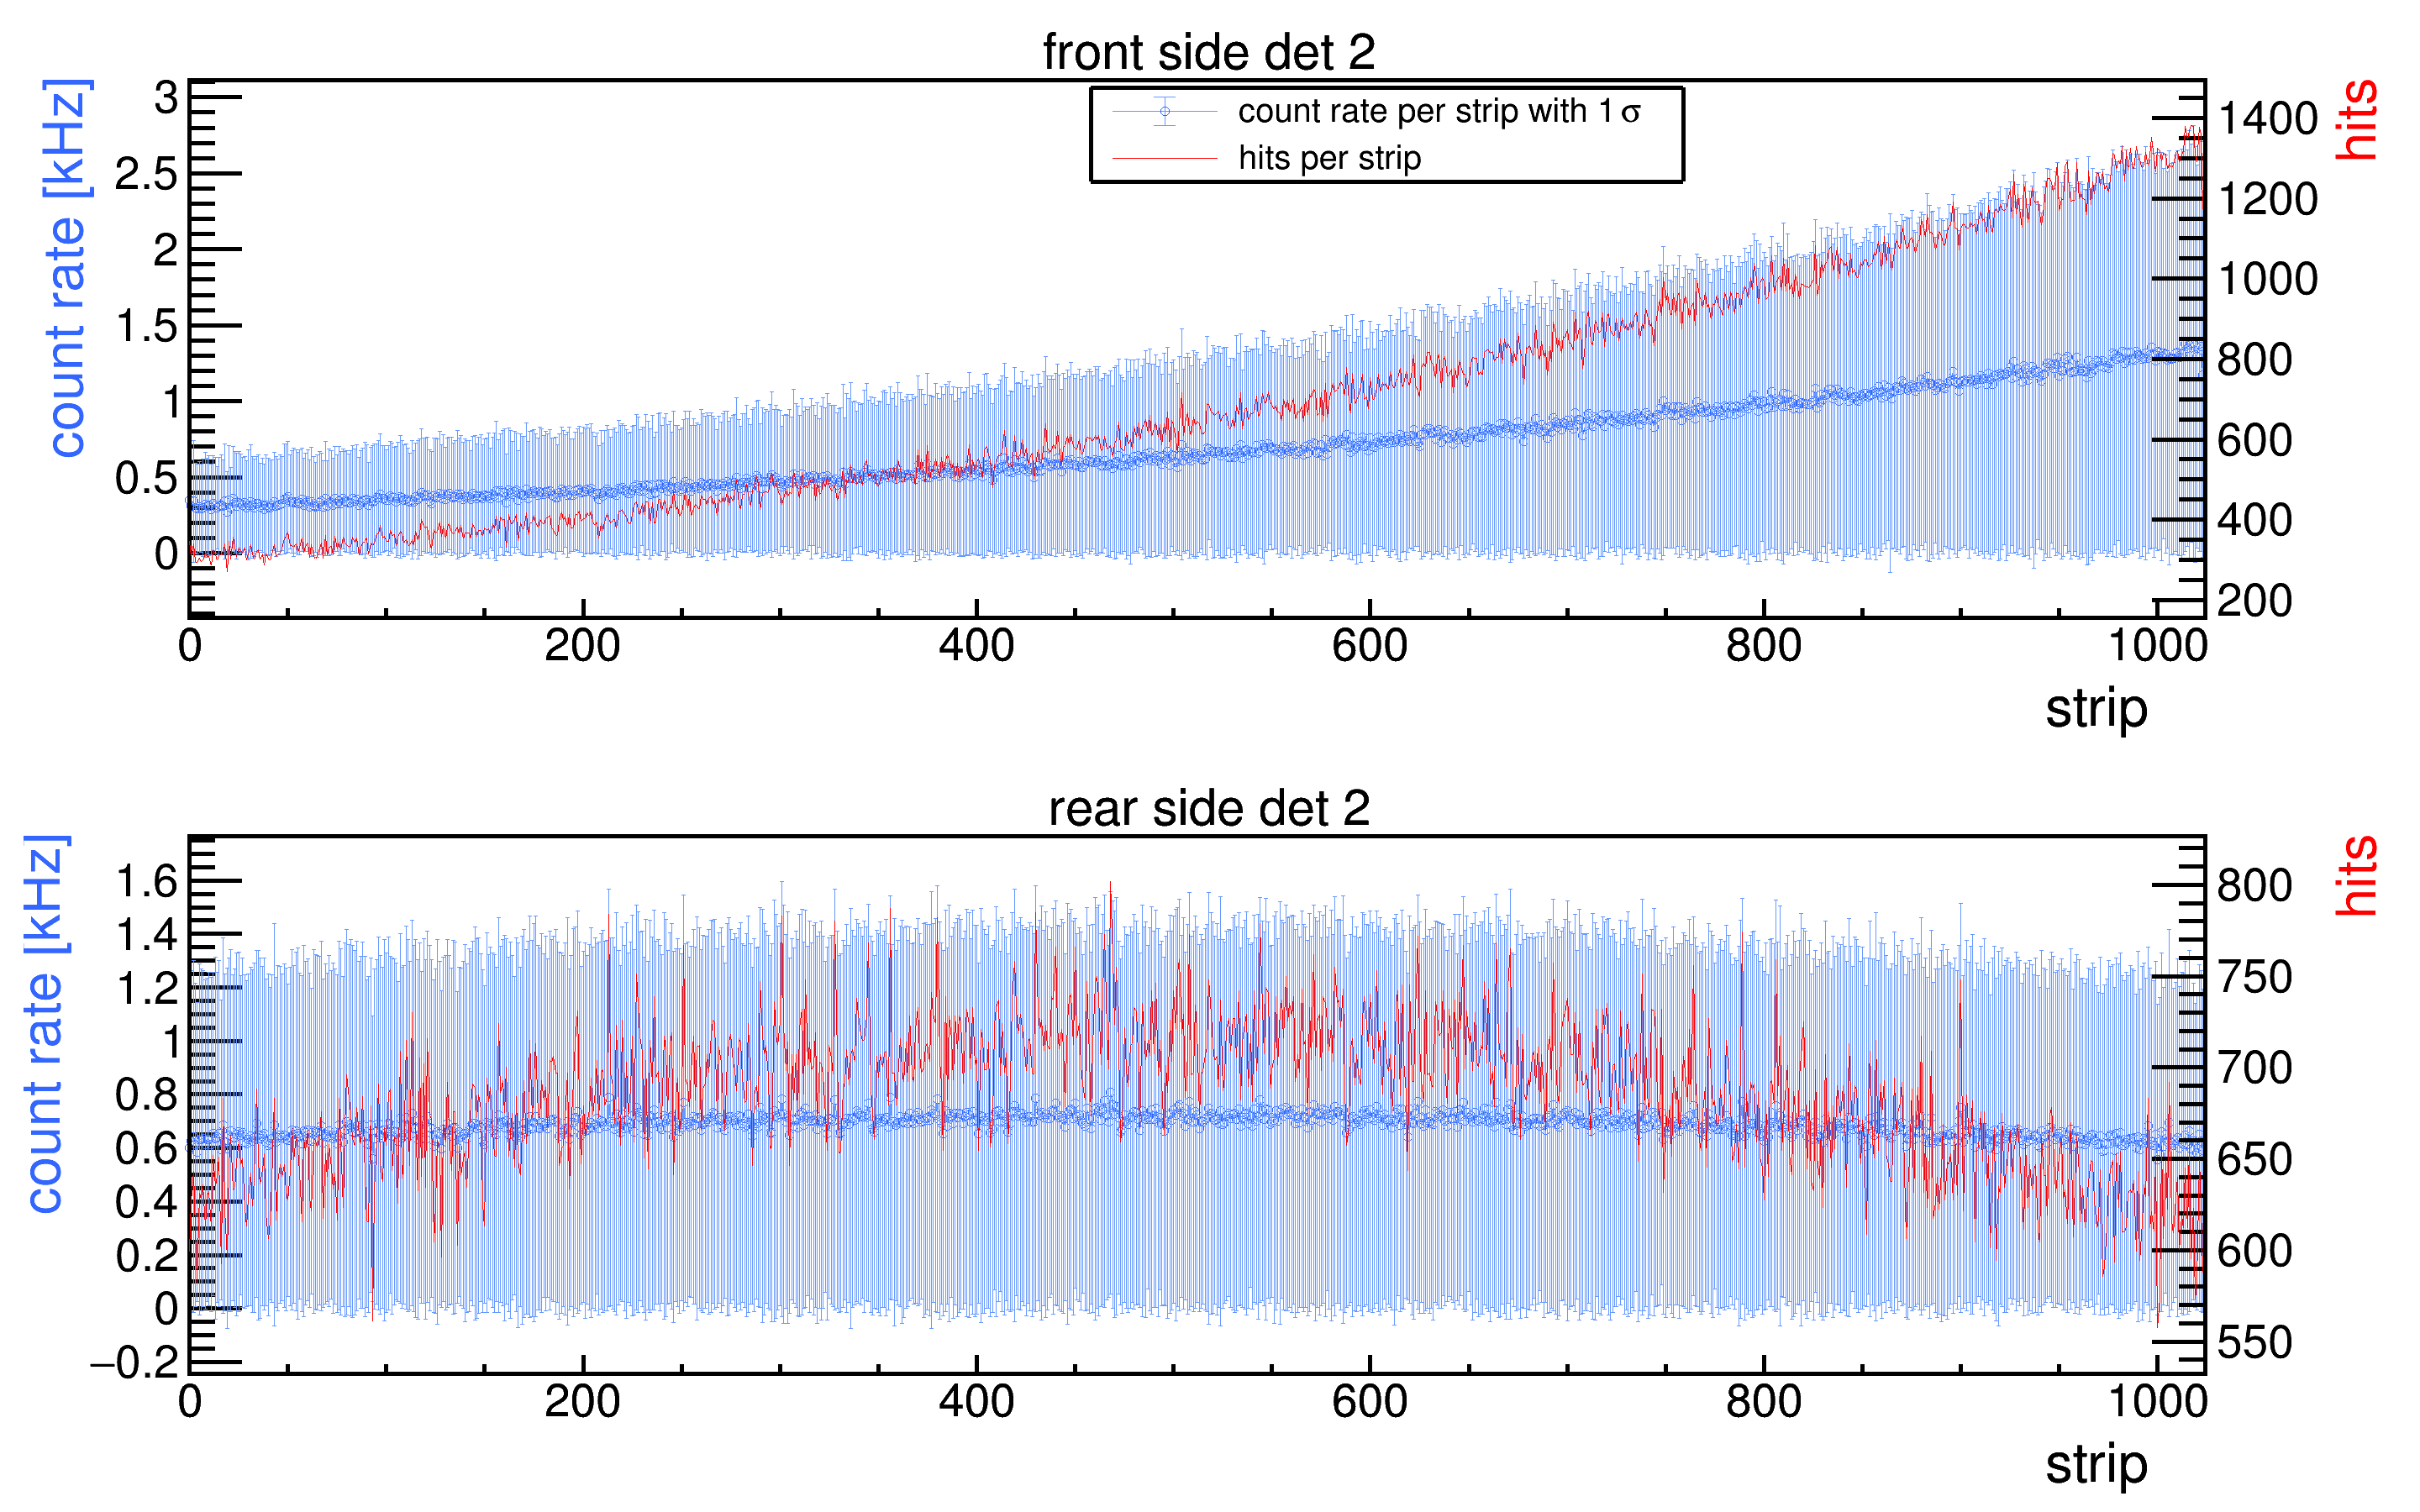 front side det 2
count rate [kHz]
3
2.5
2
1.5
1
0.5
0
count rate per strip with 1 σ
hits per strip
hits
1400
1200
1000
800
600
400
200
0 200 400 600 800 1000
strip
rear side det 2
count rate [kHz]
1.6
1.4
1.2
1
0.8
0.6
0.4
0.2
0
−0.2
hits
800
750
700
650
600
550
0 200 400 600 800 1000
strip